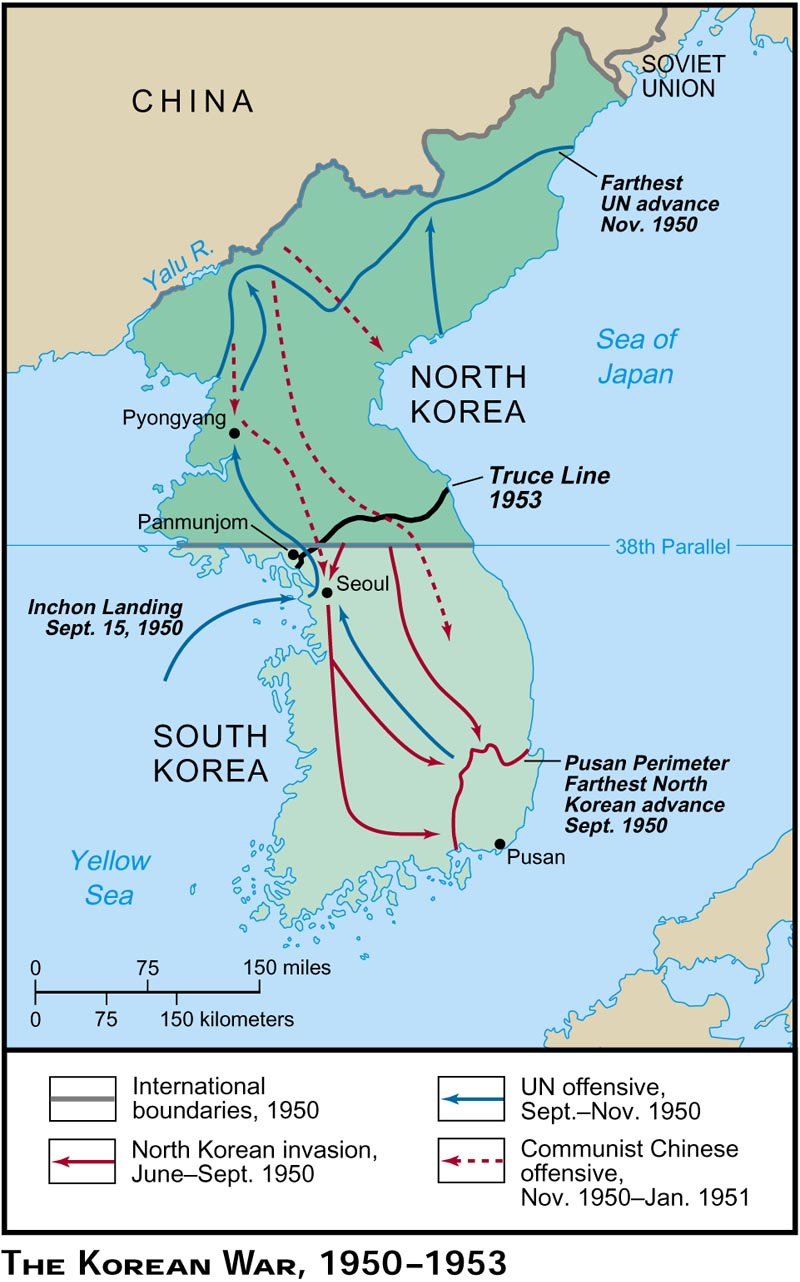 CHINA
SOVIET
UNION
Farthest
UN advance
Nov. 1950
Yalu R.
Sea of
Japan
NORTH
KOREA
Pyongyang
Truce Line
1953
Panmunjom
38th Parallel
Seoul
Inchon Landing
Sept. 15, 1950
SOUTH
KOREA
Pusan Perimeter
Farthest North
Korean advance
Sept. 1950
Pusan
Yellow
Sea
0 75 150 miles
0 75 150 kilometers
International
boundaries, 1950
North Korean invasion,
June–Sept. 1950
UN offensive,
Sept.–Nov. 1950
Communist Chinese
offensive,
Nov. 1950–Jan. 1951
THE KOREAN WAR, 1950–1953